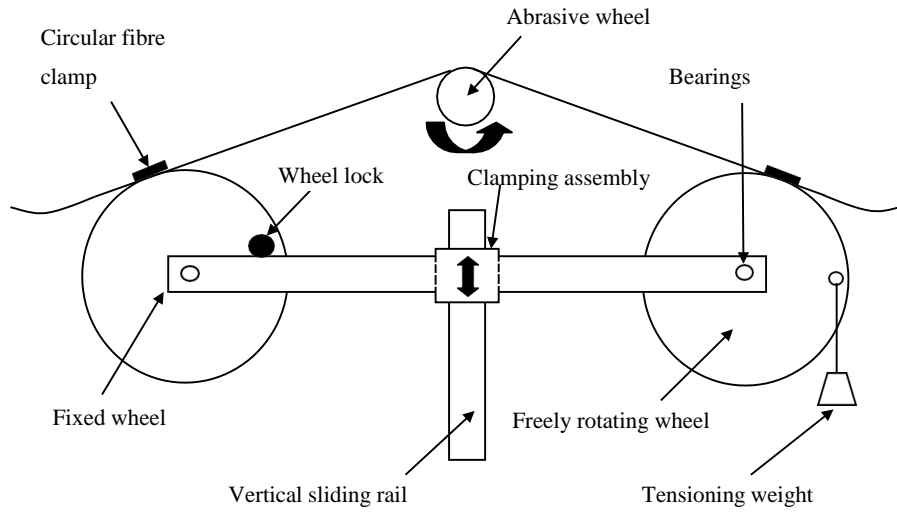 Abrasive wheel
Circular fibre
clamp
Bearings
Wheel lock
Clamping assembly
Fixed wheel
Freely rotating wheel
Vertical sliding rail
Tensioning weight